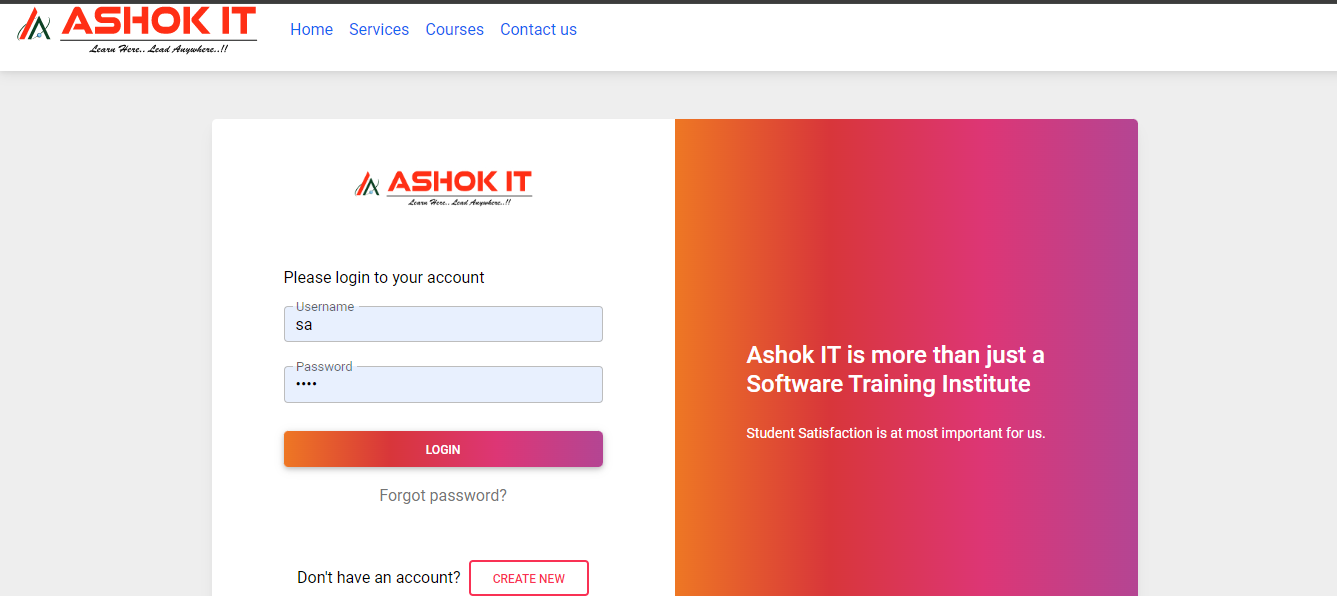 ASHOK IT
Learn Here.. Lead Anywhere..!!
Home Services Courses Contact us
ASHOK IT
Learn Here.. Lead Anywhere..!!
Please login to your account
Username
sa
Password
••••
LOGIN
Forgot password?
Don't have an account? CREATE NEW
Ashok IT is more than just a
Software Training Institute
Student Satisfaction is at most important for us.